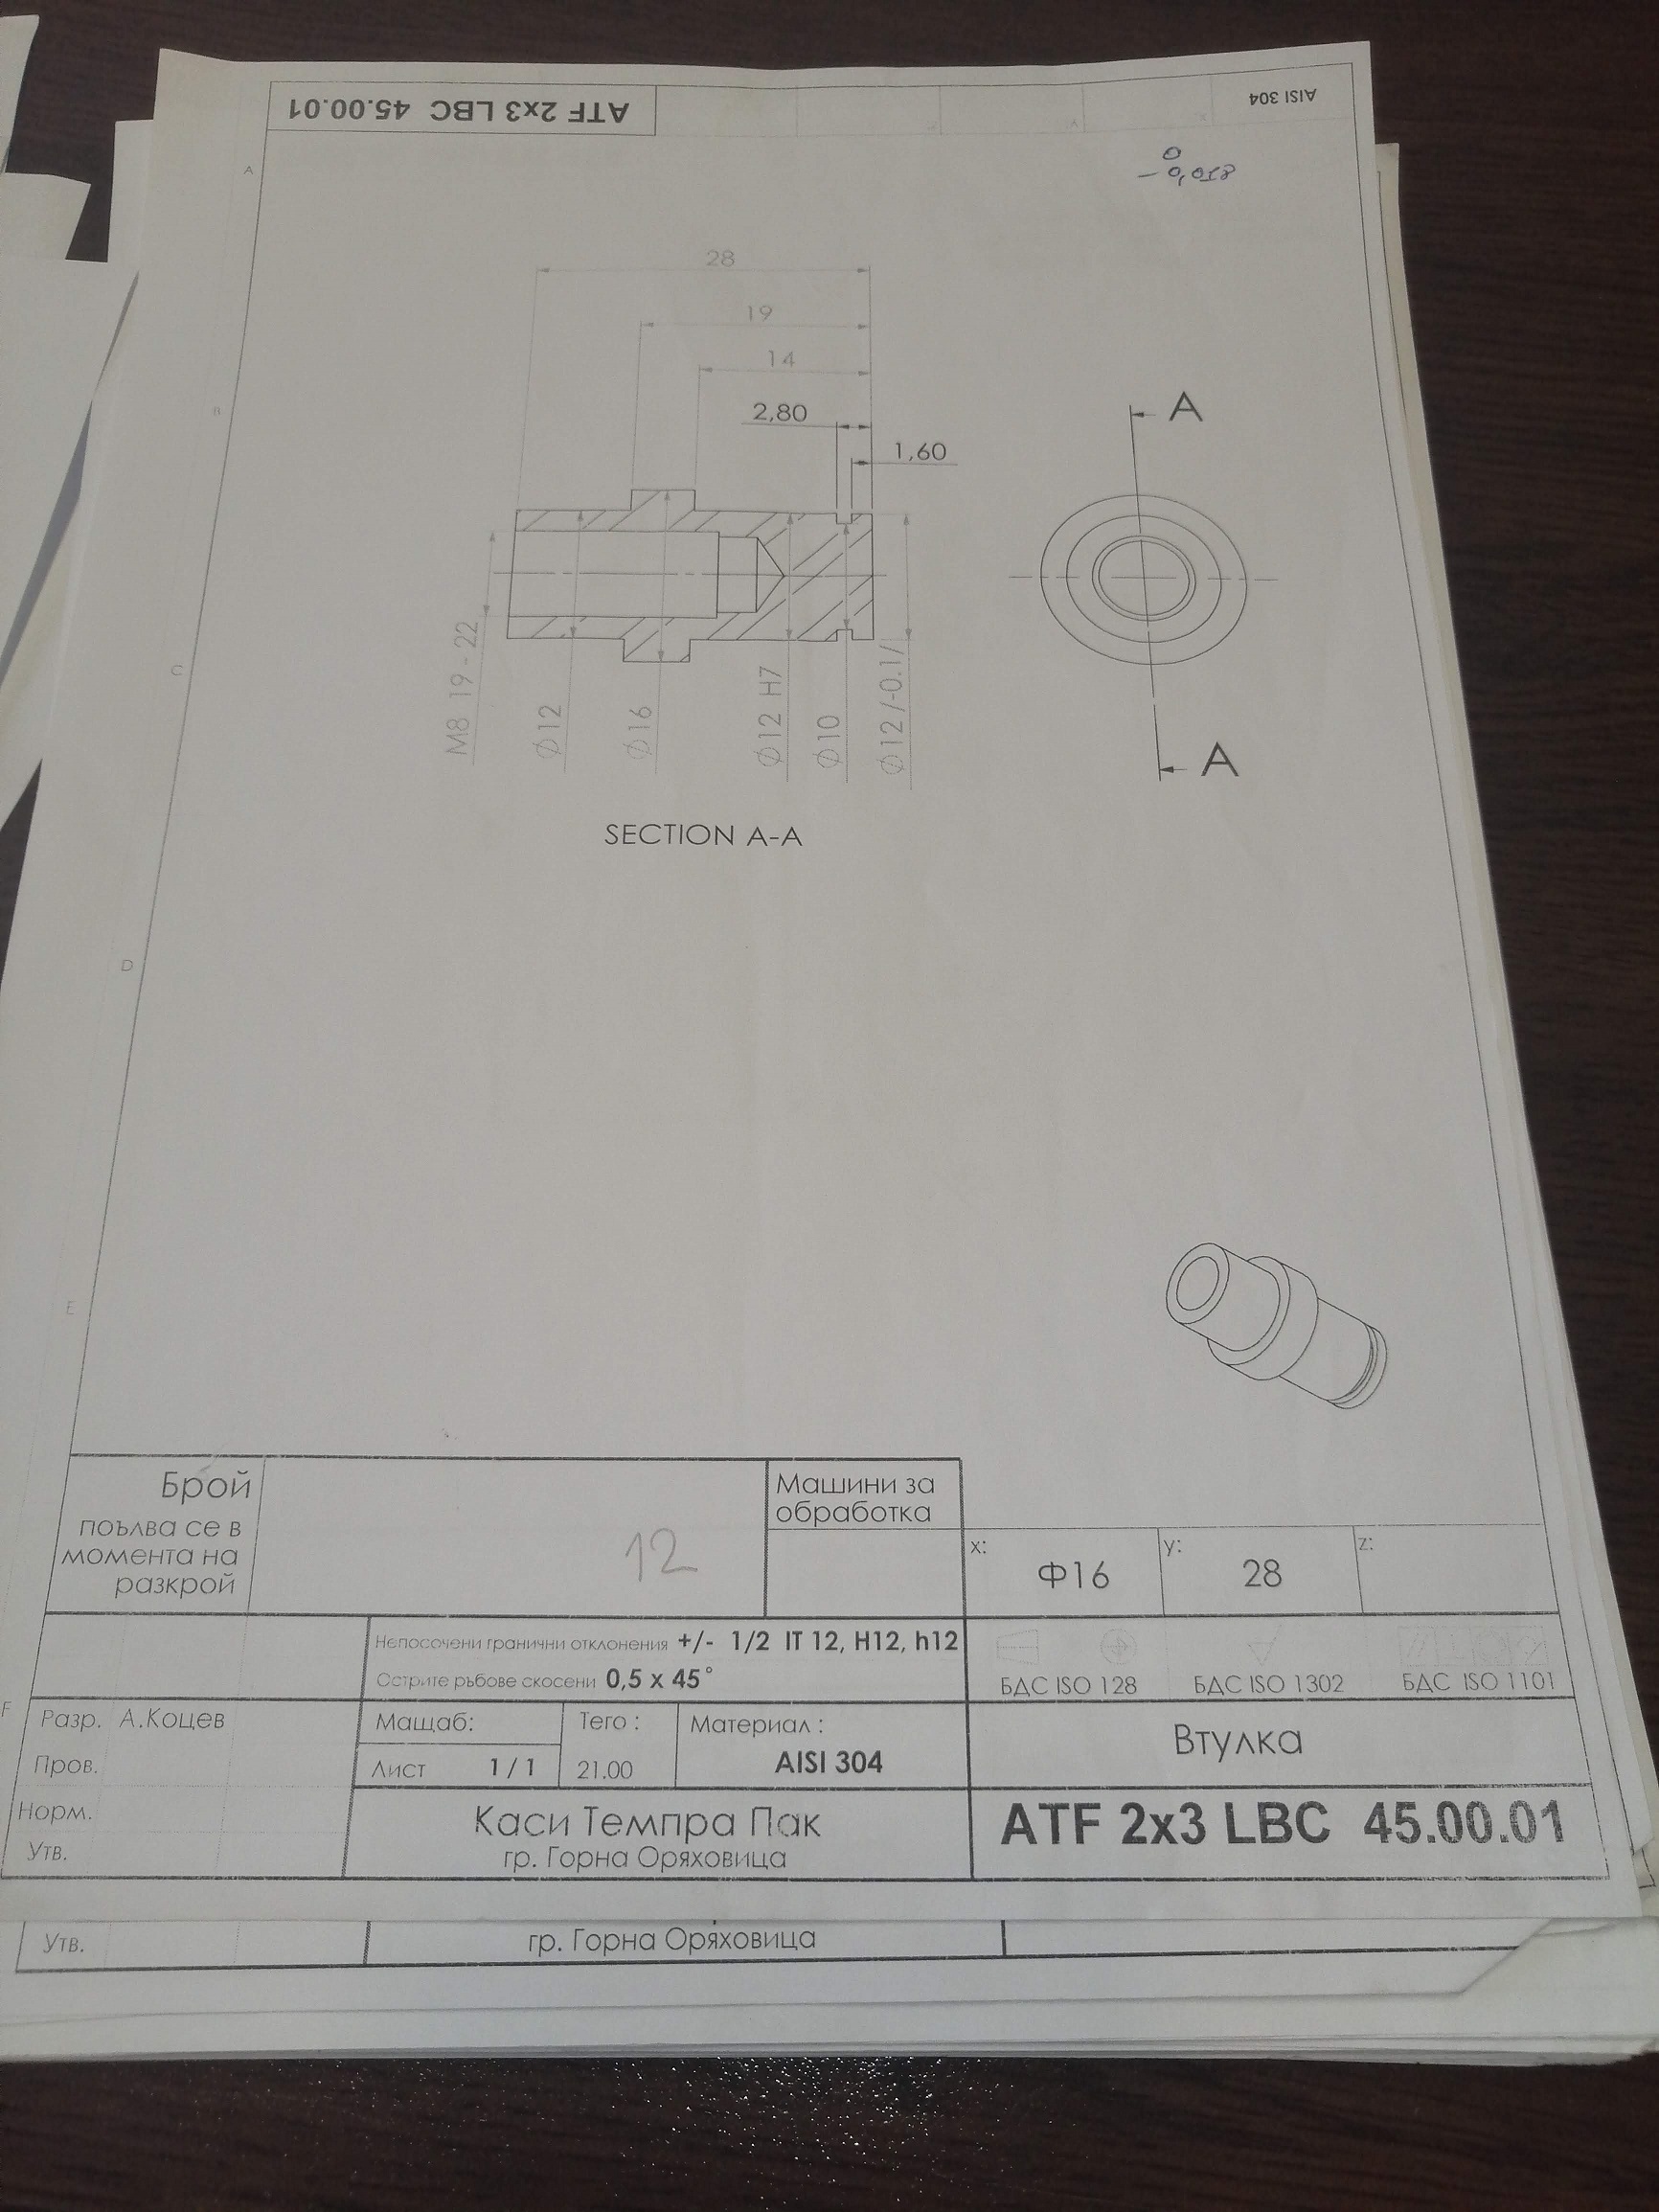 ATF 2x3 LBC 45.00.01
AISI 304
0
- 0,018
28
19
14
2,80
1,60
A
A
M8 19-22
Ø12
Ø16
Ø12 H7
Ø10
Ø12 /-0.1/
SECTION A-A
A
B
C
D
E
F
Брой
поълва се в
момента на
разкрой
12
Машини за
обработка
x:
Ф16
y:
28
z:
Непосочени гранични отклонения +/- 1/2 IT 12, H12, h12
Острите ръбове скосени 0,5 x 45°
БДС ISO 128
БДС ISO 1302
БДС ISO 1101
Разр. А.Коцев
Пров.
Норм.
Утв.
Мащаб:
Лист 1 / 1
Тегo :
21.00
Материал :
AISI 304
Втулка
Каси Темпра Пак
гр. Горна Оряховица
ATF 2x3 LBC 45.00.01
Утв.
гр. Горна Оряховица